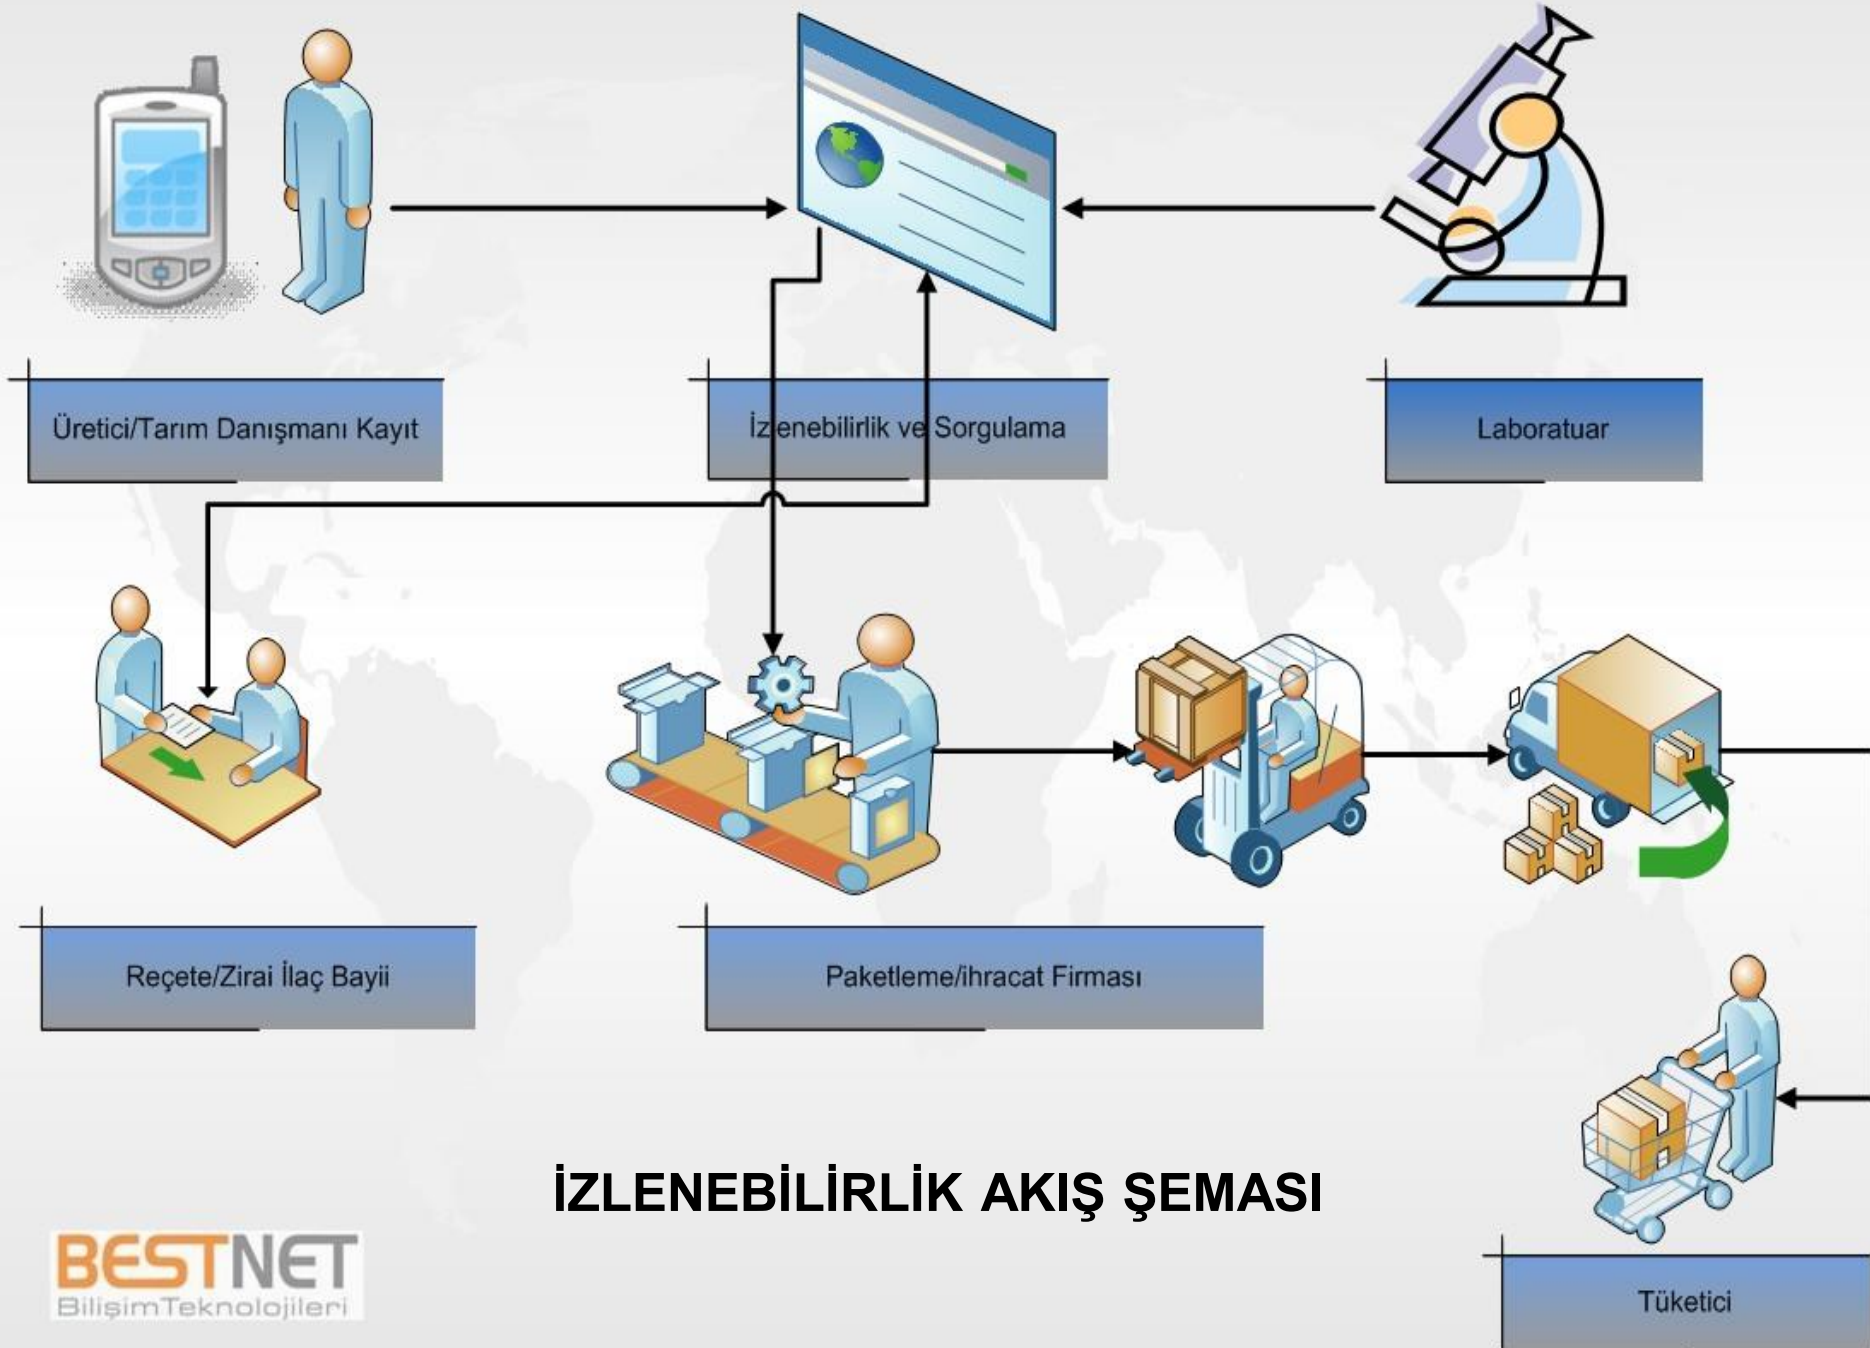 Üretici/Tarım Danışmanı Kayıt
İzlenebilirlik ve Sorgulama
Laboratuar
Reçete/Zirai İlaç Bayii
Paketleme/ihracat Firması
İZLENEBİLİRLİK AKIŞ ŞEMASI
BESTNET
BilişimTeknolojileri
Tüketici